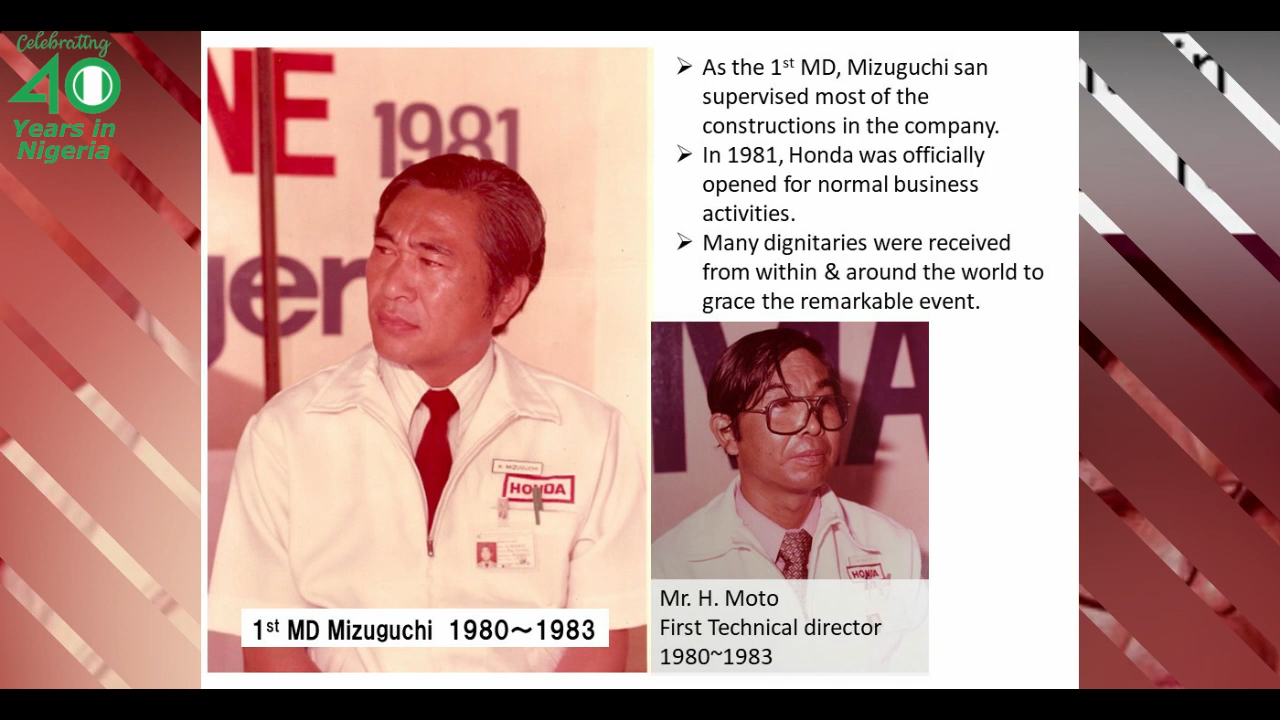 Celebrating
40
Years in
Nigeria
NE
1981
ger
A. MIZUGUCHI
HONDA
1st MD Mizuguchi 1980～1983
➢ As the 1st MD, Mizuguchi san
supervised most of the
constructions in the company.
➢ In 1981, Honda was officially
opened for normal business
activities.
➢ Many dignitaries were received
from within & around the world to
grace the remarkable event.
MA
HONDA
Mr. H. Moto
First Technical director
1980~1983
in